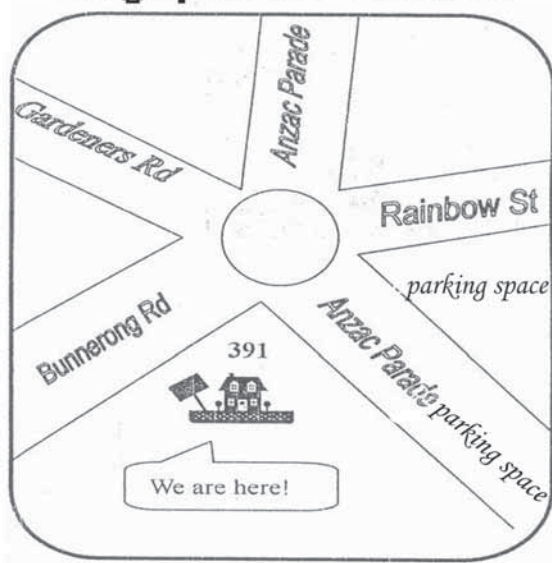 Anzac Parade
Gardeners Rd
Rainbow St
parking space
Bunnerong Rd
Anzac Parade
parking space
391
We are here!